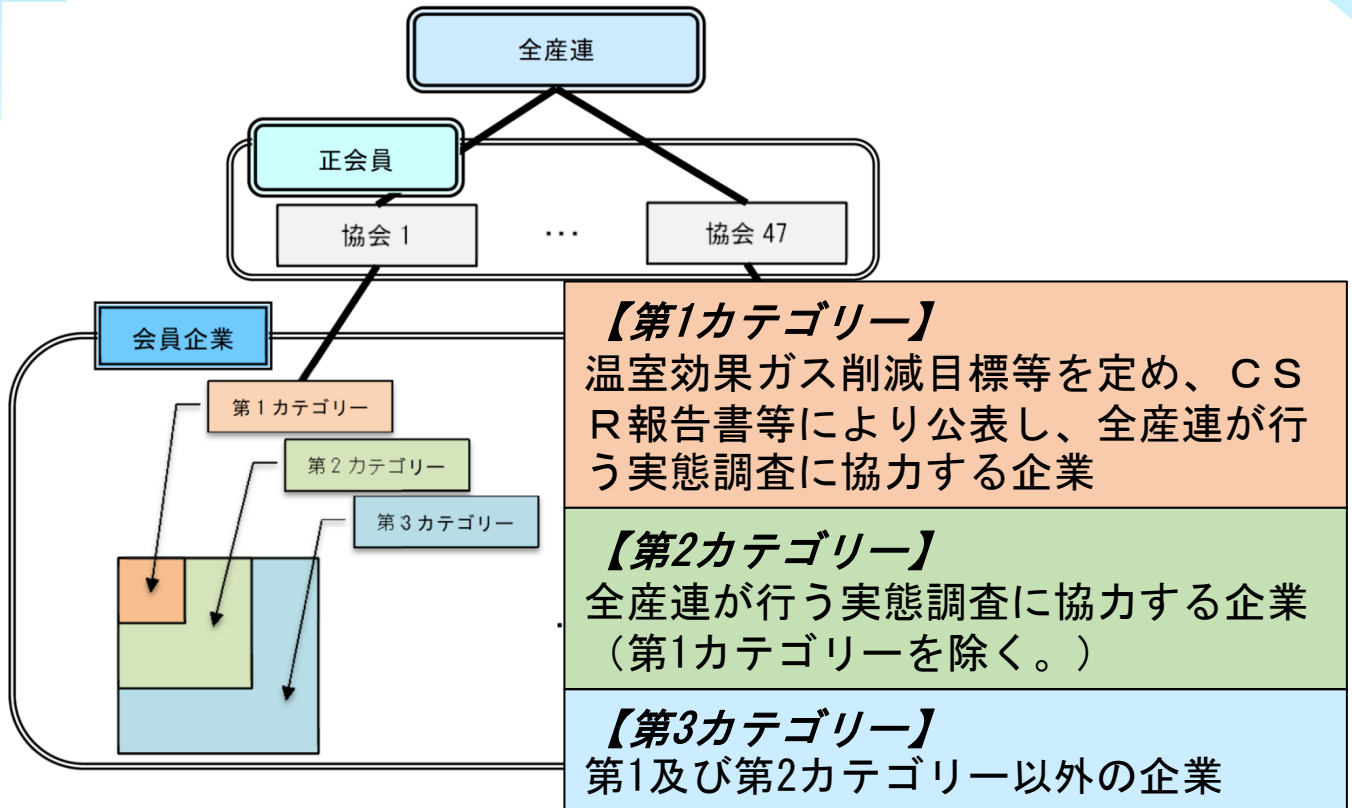 全産連
正会員
協会 1
…
協会 47
会員企業
第1カテゴリー
第2カテゴリー
第3カテゴリー
【第1カテゴリー】
温室効果ガス削減目標等を定め、ＣＳ
Ｒ報告書等により公表し、全産連が行
う実態調査に協力する企業
【第2カテゴリー】
全産連が行う実態調査に協力する企業
（第1カテゴリーを除く。）
【第3カテゴリー】
第1及び第2カテゴリー以外の企業